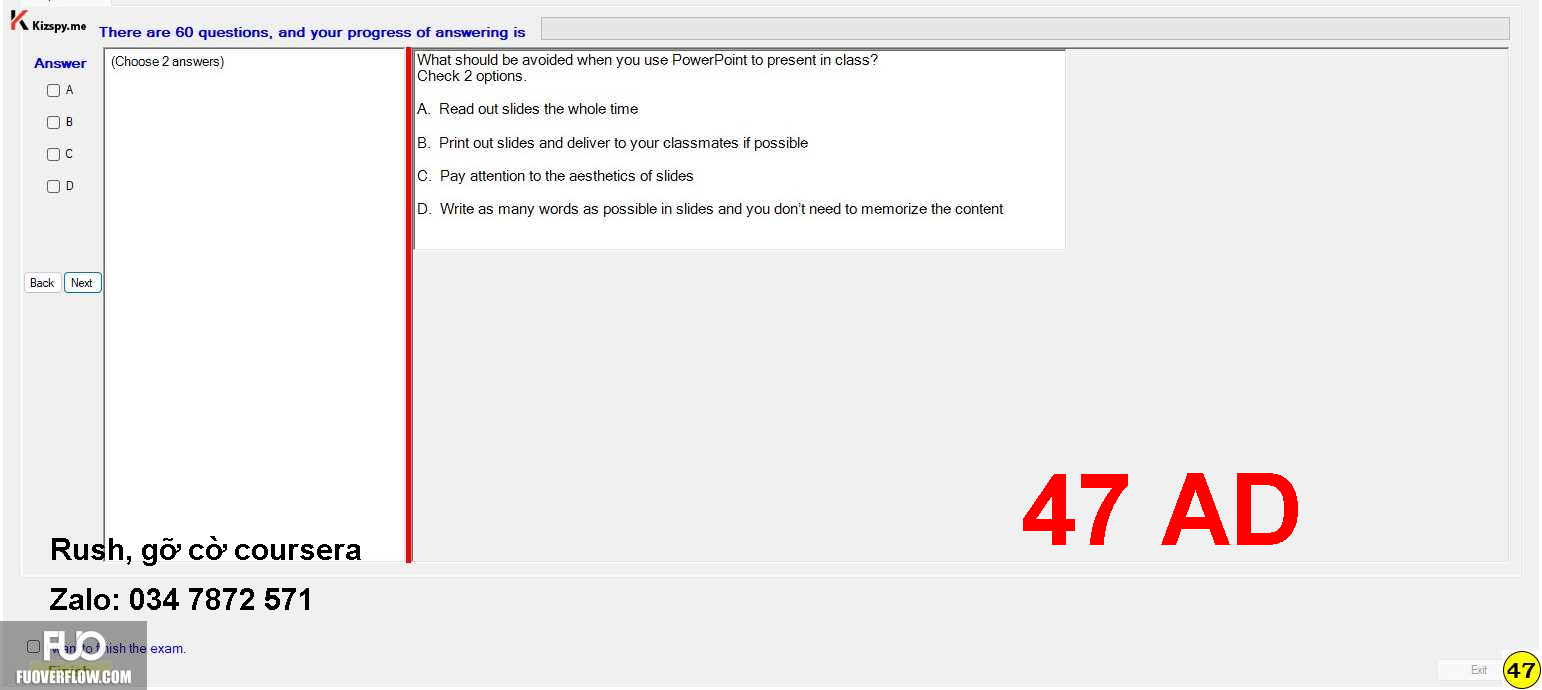 Kizspy.me
There are 60 questions, and your progress of answering is
Answer
A
B
C
D
Back
Next
(Choose 2 answers)
What should be avoided when you use PowerPoint to present in class?
Check 2 options.
A. Read out slides the whole time
B. Print out slides and deliver to your classmates if possible
C. Pay attention to the aesthetics of slides
D. Write as many words as possible in slides and you don't need to memorize the content
47 AD
Rush, gỡ cờ coursera
Zalo: 034 7872 571
FUO
want to finish the exam.
Finish
FUOVERFLOW.COM
Exit
47